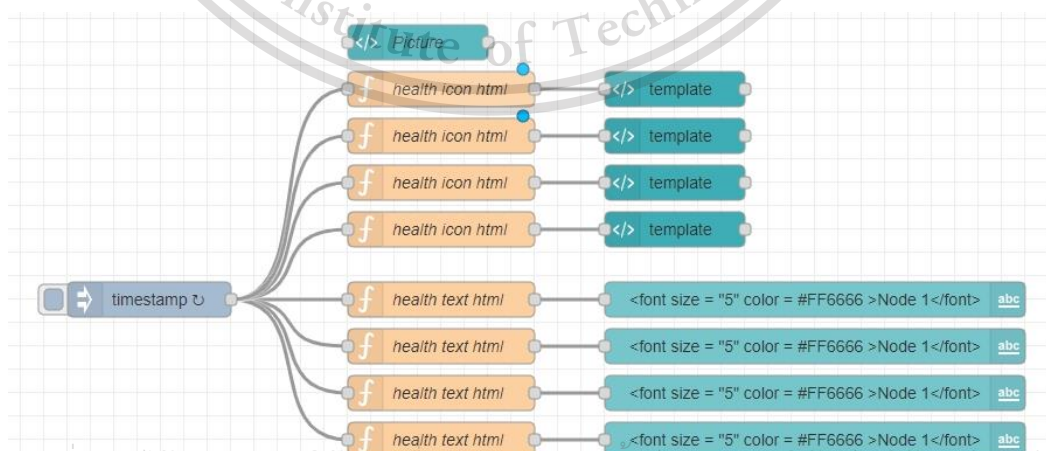 Institute of Techn
</> Picture
f health icon html </> template
f health icon html </> template
f health icon html </> template
f health icon html </> template
timestamp ↻
f health text html <font size = "5" color = #FF6666 >Node 1</font> abc
f health text html <font size = "5" color = #FF6666 >Node 1</font> abc
f health text html <font size = "5" color = #FF6666 >Node 1</font> abc
f health text html <font size = "5" color = #FF6666 >Node 1</font> abc